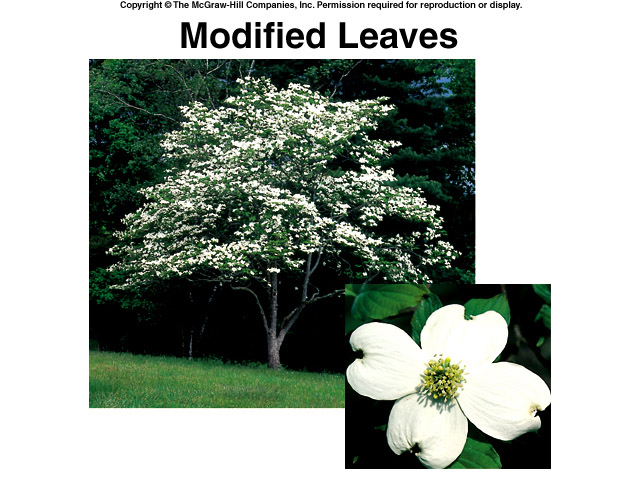 Copyright © The McGraw-Hill Companies, Inc. Permission required for reproduction or display.
Modified Leaves